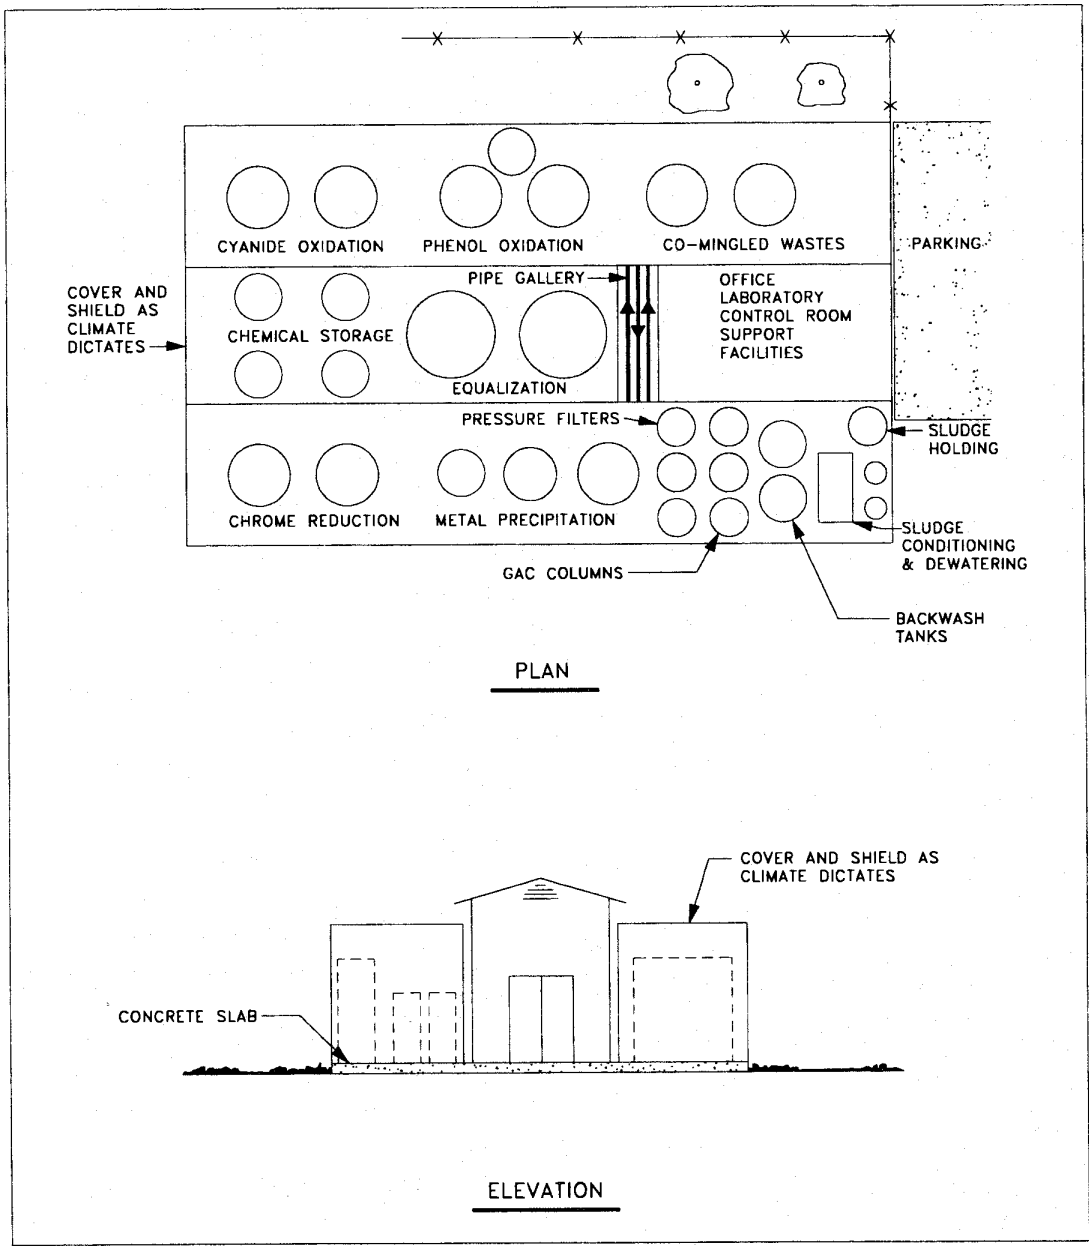 CYANIDE OXIDATION
PHENOL OXIDATION
CO-MINGLED WASTES
PARKING
COVER AND
SHIELD AS
CLIMATE
DICTATES
CHEMICAL STORAGE
PIPE GALLERY
EQUALIZATION
OFFICE
LABORATORY
CONTROL ROOM
SUPPORT
FACILITIES
PRESSURE FILTERS
SLUDGE
HOLDING
CHROME REDUCTION
METAL PRECIPITATION
SLUDGE
CONDITIONING
& DEWATERING
GAC COLUMNS
BACKWASH
TANKS
PLAN
COVER AND SHIELD AS
CLIMATE DICTATES
CONCRETE SLAB
ELEVATION